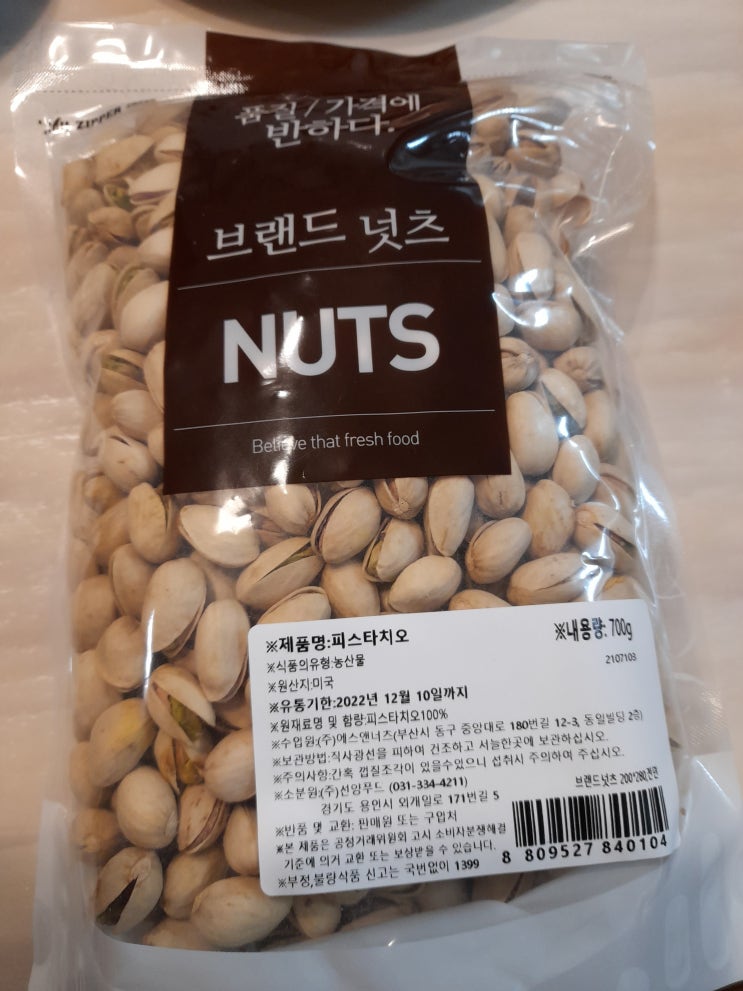 ZIPPER
품질/가격에
반하다.
브랜드 넛츠
NUTS
Believe that fresh food
※제품명:피스타치오
※내용량: 700g
※식품의유형:농산물
2107103
※원산지:미국
※유통기한:2022년 12월 10일까지
※원재료명 및 함량:피스타치오100%
※수입원:(주)에스앤너츠(부산시 동구 중앙대로 180번길 12-3, 동일빌딩 2층)
※보관방법:직사광선을 피하여 건조하고 서늘한곳에 보관하십시오.
※주의사항:간혹 껍질조각이 있을수있으니 섭취시 주의하여 주십시오.
※소분원:(주)선양푸드 (031-334-4211)
브랜드넛츠 200*280,전면
경기도 용인시 외개일로 171번길 5
※반품 및 교환: 판매원 또는 구입처
※본 제품은 공정거래위원회 고시 소비자분쟁해결
기준에 의거 교환 또는 보상받을 수 있습니다.
※부정,불량식품 신고는 국번없이 1399
8 809527 840104